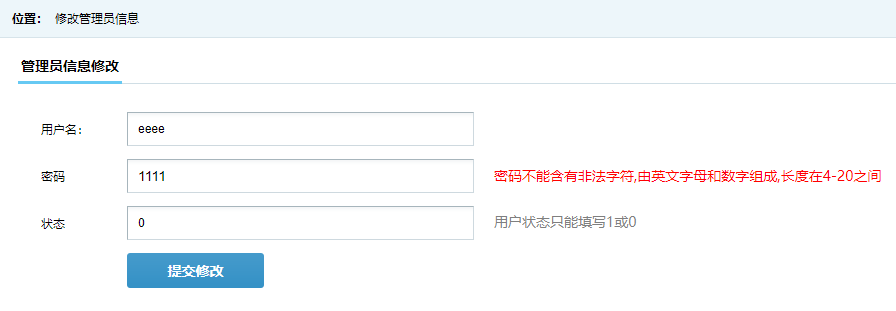 位置： 修改管理员信息
管理员信息修改
用户名： eeee
密码 1111 密码不能含有非法字符,由英文字母和数字组成,长度在4-20之间
状态 0 用户状态只能填写1或0
提交修改